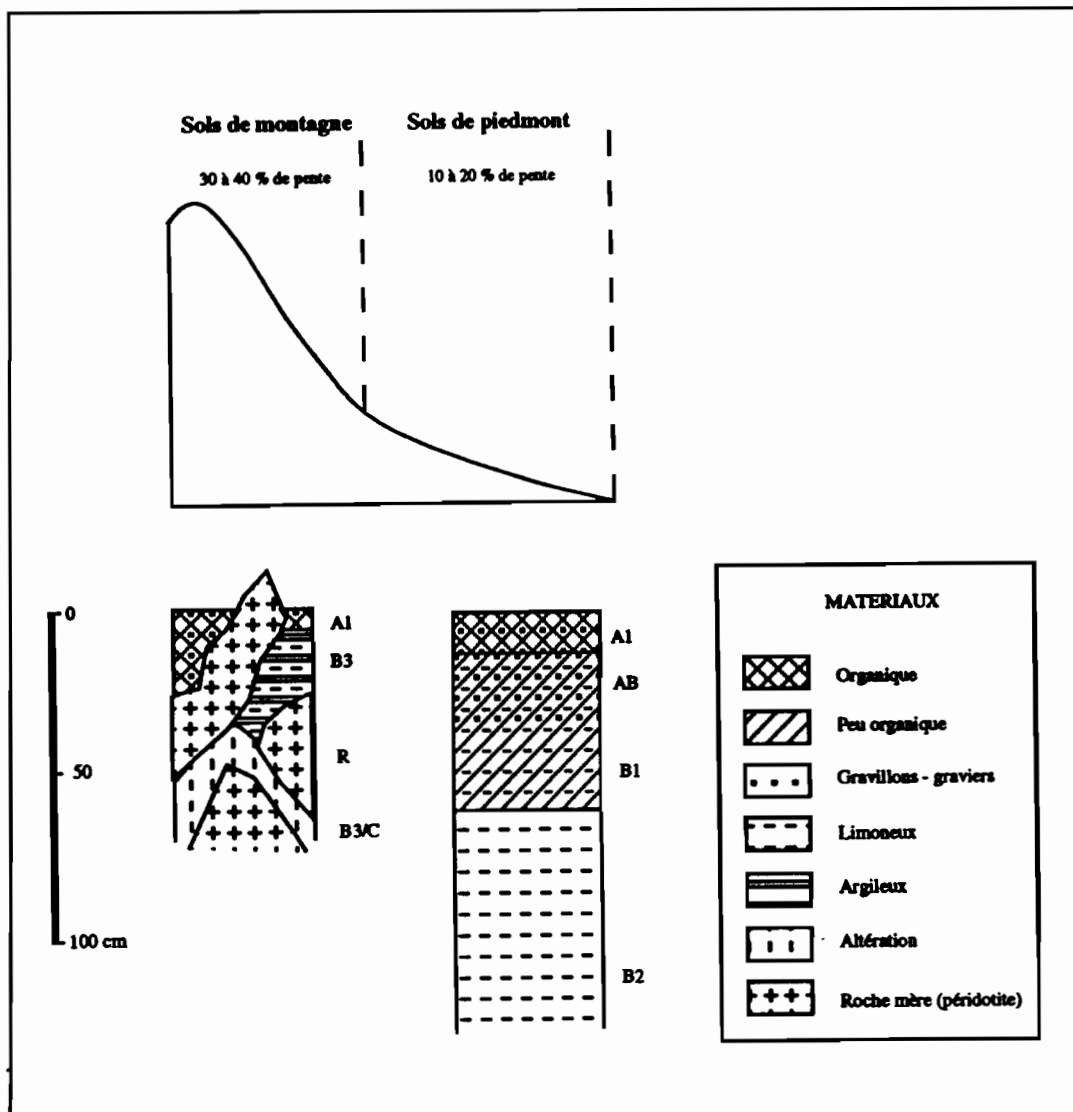 Sols de montagne
30 à 40 % de pente
Sols de piedmont
10 à 20 % de pente
0
50
100 cm
A1
B3
R
B3/C
A1
AB
B1
B2
MATERIAUX
Organique
Peu organique
Gravillons - graviers
Limoneux
Argileux
Altération
Roche mère (péridotite)